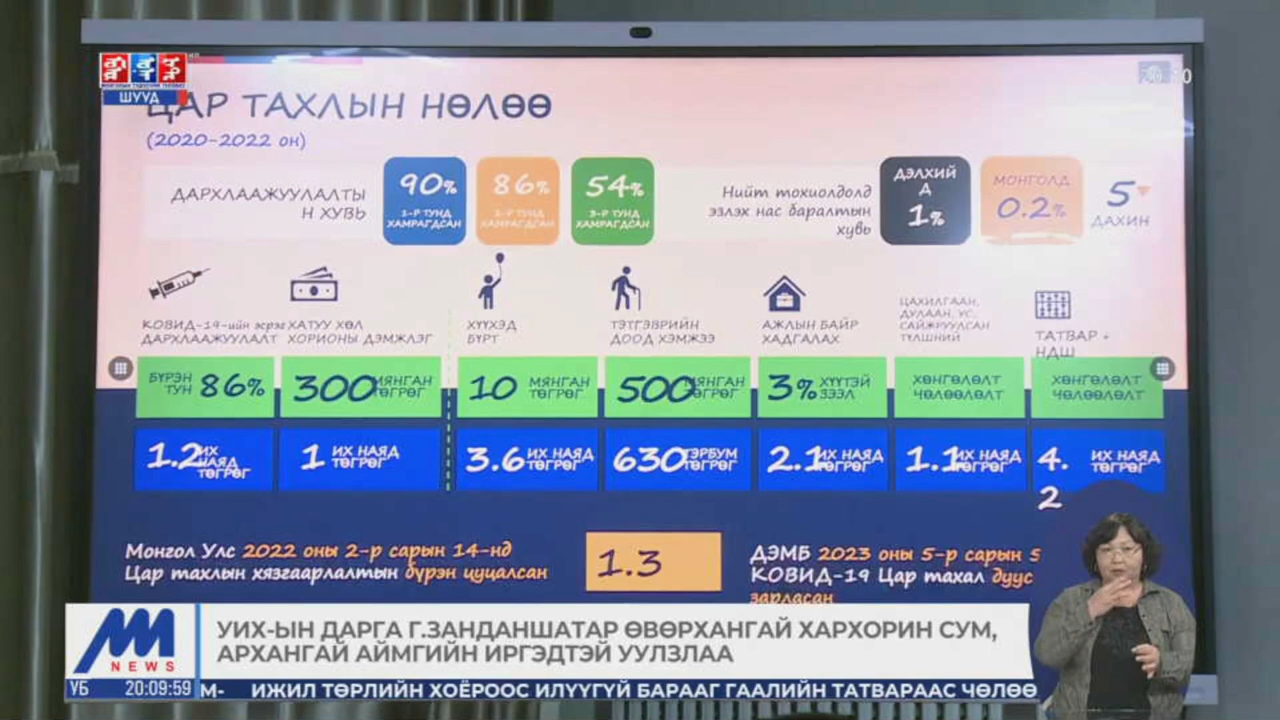 ШУУД
20:10
ЦАР ТАХЛЫН НӨЛӨӨ
(2020-2022 он)
ДАРХЛААЖУУЛАЛТЫ
Н ХУВЬ
90%
1-Р ТУНД
ХАМРАГДСАН
86%
2-Р ТУНД
ХАМРАГДСАН
54%
3-Р ТУНД
ХАМРАГДСАН
Нийт тохиолдолд
эзлэх нас баралтын
хувь
ДЭЛХИЙ
Д
1%
МОНГОЛД
0.2%
5
ДАХИН
КОВИД-19-ийн эсрэг
ДАРХЛААЖУУЛАЛТ
ХАТУУ ХӨЛ
ХОРИОНЫ ДЭМЖЛЭГ
ХҮҮХЭД
БҮРТ
ТЭТГЭВРИЙН
ДООД ХЭМЖЭЭ
АЖЛЫН БАЙР
ХАДГАЛАХ
ЦАХИЛГААН,
ДУЛААН, УС,
САЙЖРУУЛСАН
ТҮЛШНИЙ
ТАТВАР +
НДШ
БҮРЭН
ТУН 86%
300 МЯНГАН
ТӨГРӨГ
10 МЯНГАН
ТӨГРӨГ
500 МЯНГАН
ТӨГРӨГ
3% ХҮҮТЭЙ
ЗЭЭЛ
ХӨНГӨЛӨЛТ
ЧӨЛӨӨЛӨЛТ
ХӨНГӨЛӨЛТ
ЧӨЛӨӨЛӨЛТ
1.2 ИХ
НАЯД
ТӨГРӨГ
1 ИХ НАЯД
ТӨГРӨГ
3.6 ИХ НАЯД
ТӨГРӨГ
630 ТЭРБУМ
ТӨГРӨГ
2.1 ИХ НАЯД
ТӨГРӨГ
1.1 ИХ НАЯД
ТӨГРӨГ
4.
2
ИХ НАЯД
ТӨГРӨГ
Монгол Улс 2022 оны 2-р сарын 14-нд
Цар тахлын хязгаарлалтын бүрэн цуцалсан
1.3
ДЭМБ 2023 оны 5-р сарын 5
КОВИД-19 Цар тахал дуус
зарласан
NEWS
УИХ-ЫН ДАРГА Г.ЗАНДАНШАТАР ӨВӨРХАНГАЙ ХАРХОРИН СУМ,
АРХАНГАЙ АЙМГИЙН ИРГЭДТЭЙ УУЛЗЛАА
УБ 20:09:59
М- ИЖИЛ ТӨРЛИЙН ХОЁРООС ИЛҮҮГҮЙ БАРААГ ГААЛИЙН ТАТВАРААС ЧӨЛӨӨ